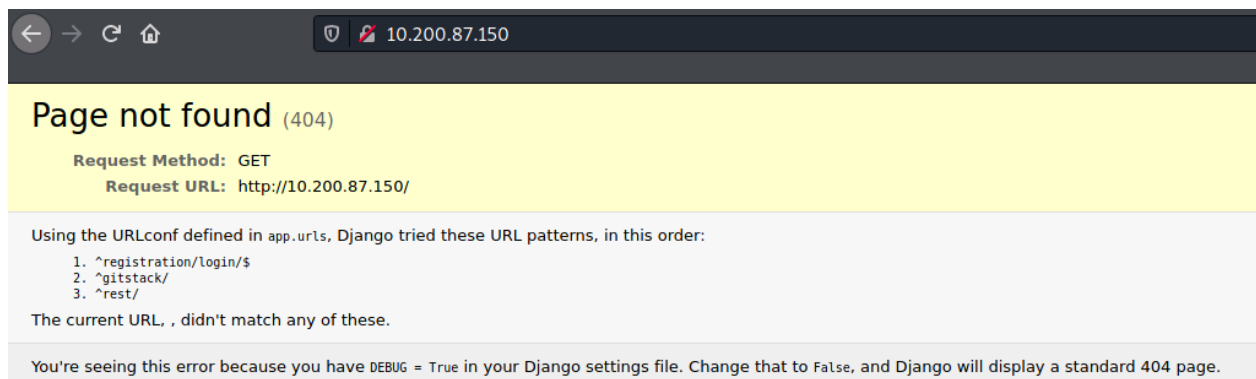 10.200.87.150
Page not found (404)
Request Method: GET
Request URL: http://10.200.87.150/
Using the URLconf defined in app.urls, Django tried these URL patterns, in this order:
1. ^registration/login/$
2. ^gitstack/
3. ^rest/
The current URL, , didn't match any of these.
You're seeing this error because you have DEBUG = True in your Django settings file. Change that to False, and Django will display a standard 404 page.